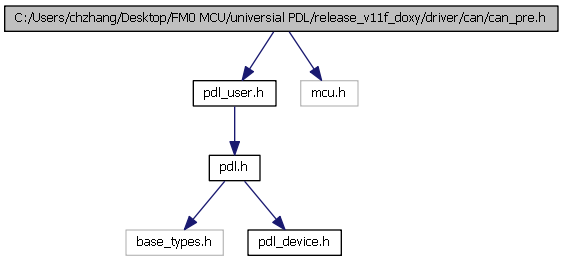 C:/Users/chzhang/Desktop/FM0 MCU/universial PDL/release_v11f_doxy/driver/can/can_pre.h
pdl_user.h
mcu.h
pdl.h
base_types.h
pdl_device.h